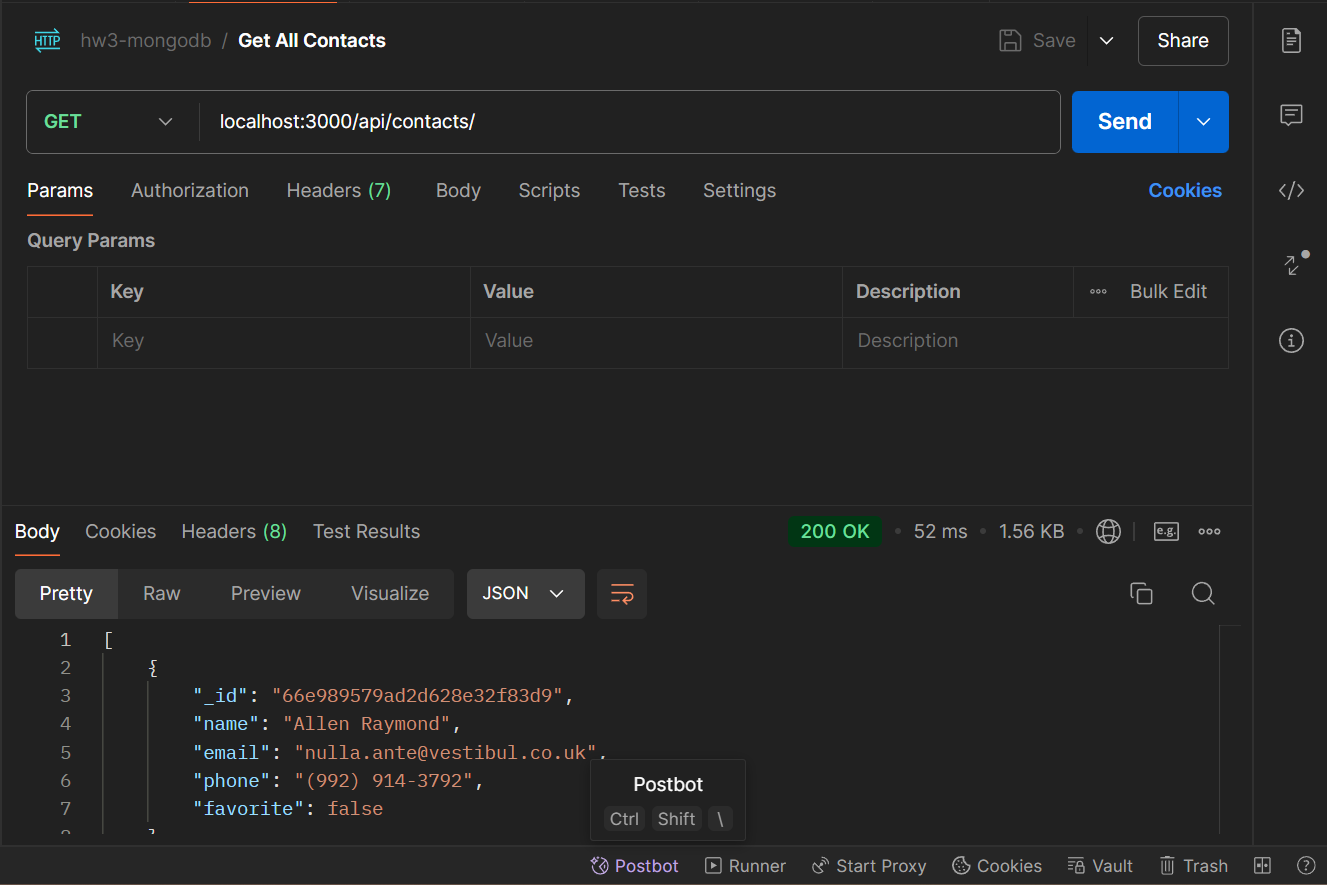 HTTP hw3-mongodb / Get All Contacts Save Share
GET localhost:3000/api/contacts/ Send
Params Authorization Headers (7) Body Scripts Tests Settings Cookies
Query Params
Key Value Description Bulk Edit
Key Value Description
Body Cookies Headers (8) Test Results 200 OK • 52 ms • 1.56 KB • e.g.
Pretty Raw Preview Visualize JSON
1 [
2 {
3 "_id": "66e989579ad2d628e32f83d9",
4 "name": "Allen Raymond",
5 "email": "nulla.ante@vestibul.co.uk",
6 "phone": "(992) 914-3792",
7 "favorite": false
Postbot
Ctrl Shift \
Postbot Runner Start Proxy Cookies Vault Trash